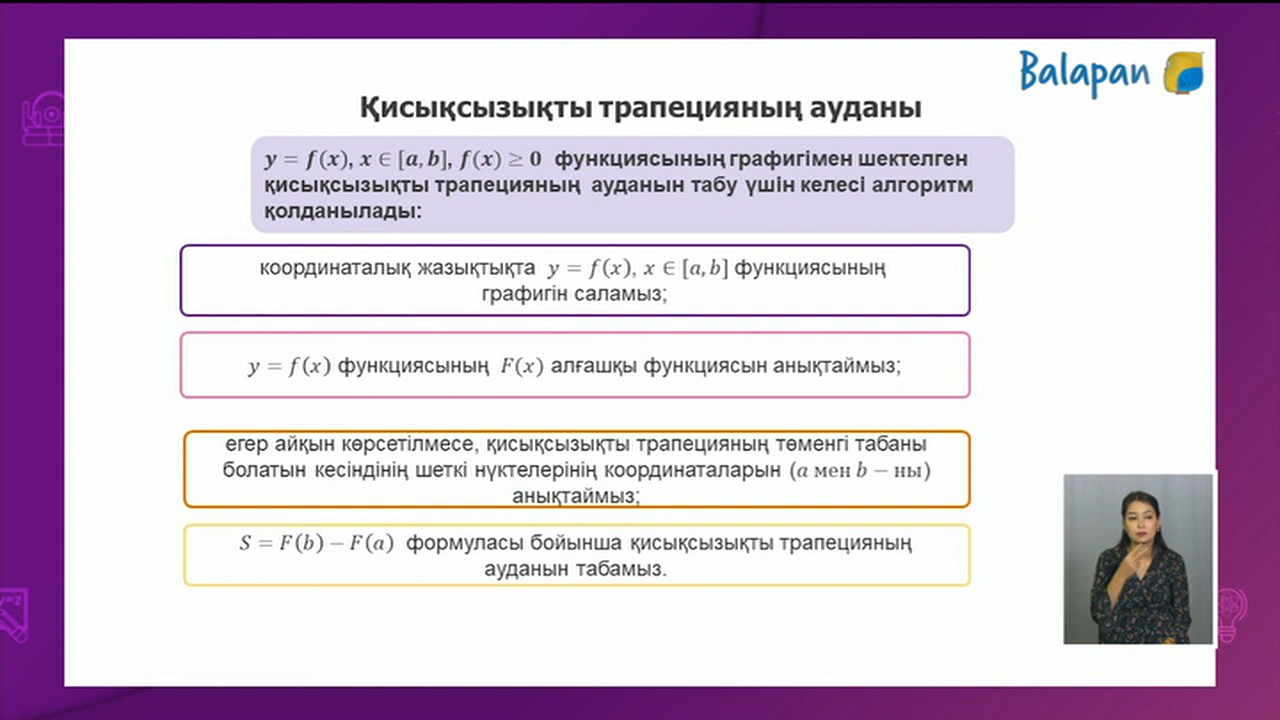 Balapan
Қисықсызықты трапецияның ауданы
y = f(x), x ∈ [a, b], f(x) ≥ 0 функциясының графигімен шектелген
қисықсызықты трапецияның ауданын табу үшін келесі алгоритм
қолданылады:
координаталық жазықтықта y = f(x), x ∈ [a, b] функциясының
графигін саламыз;
y = f(x) функциясының F(x) алғашқы функциясын анықтаймыз;
егер айқын көрсетілмесе, қисықсызықты трапецияның төменгі табаны
болатын кесіндінің шеткі нүктелерінің координаталарын (a мен b – ны)
анықтаймыз;
S = F(b) – F(a) формуласы бойынша қисықсызықты трапецияның
ауданын табамыз.